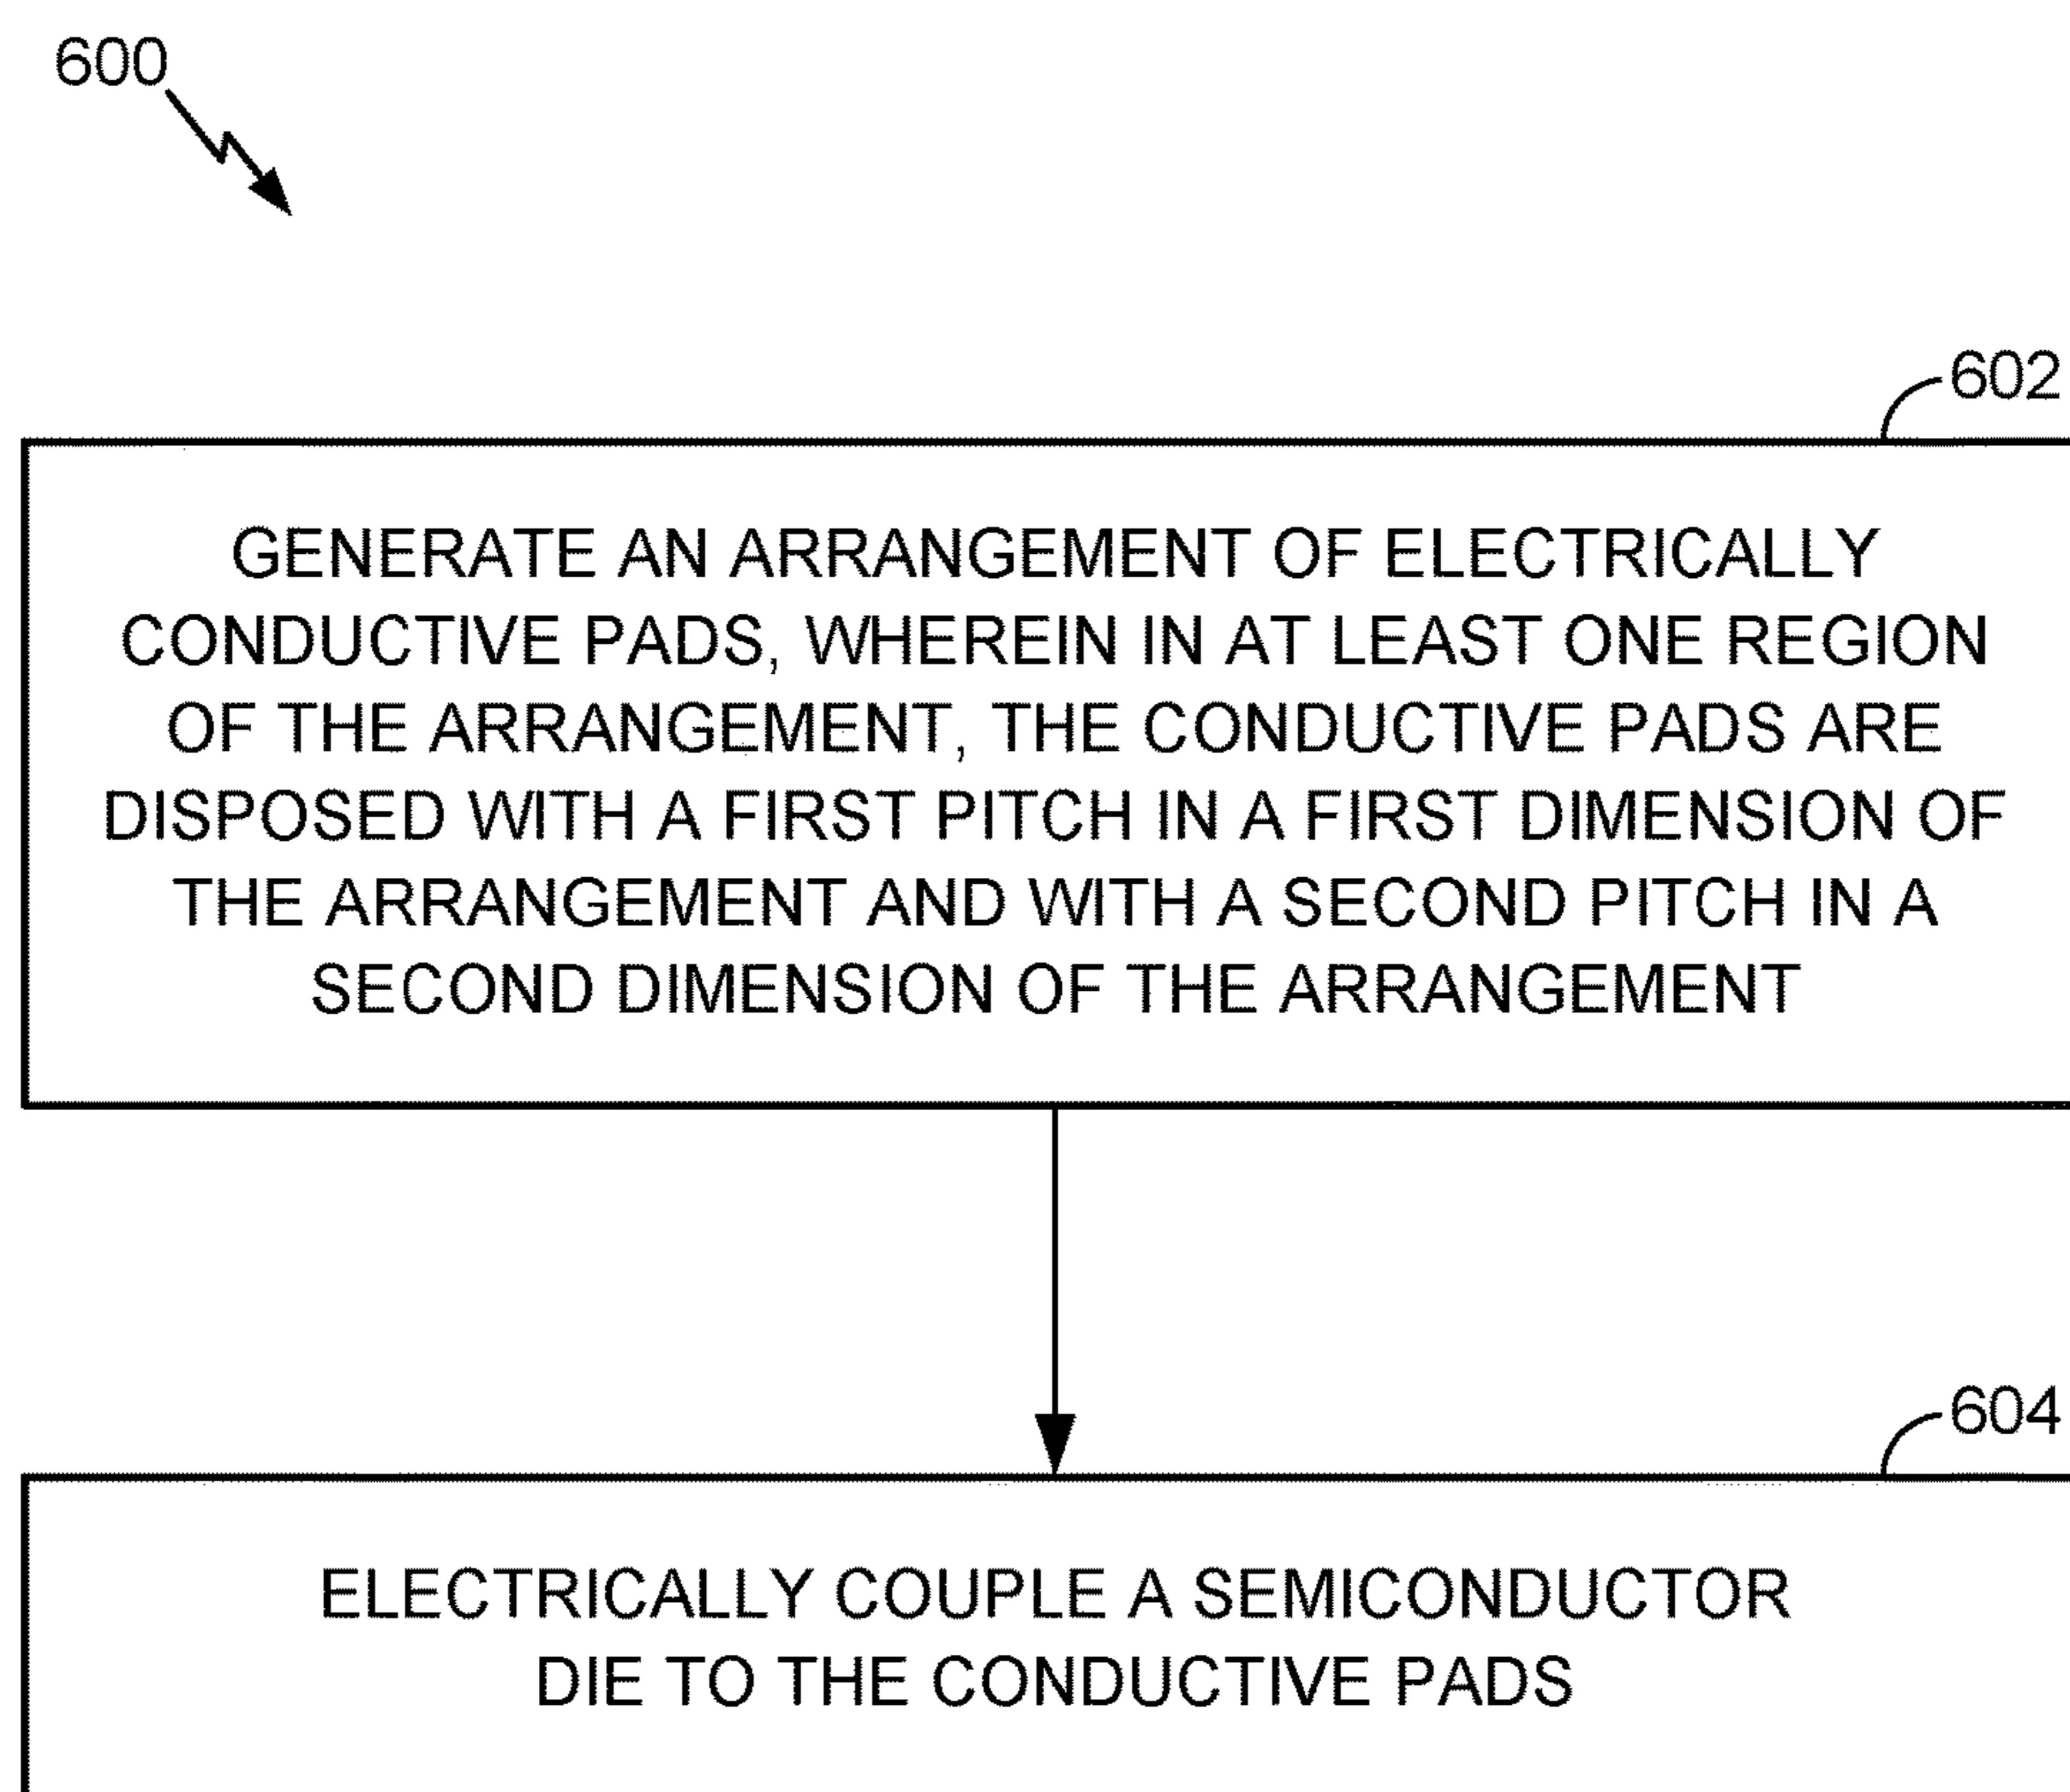 600
602
GENERATE AN ARRANGEMENT OF ELECTRICALLY
CONDUCTIVE PADS, WHEREIN IN AT LEAST ONE REGION
OF THE ARRANGEMENT, THE CONDUCTIVE PADS ARE
DISPOSED WITH A FIRST PITCH IN A FIRST DIMENSION OF
THE ARRANGEMENT AND WITH A SECOND PITCH IN A
SECOND DIMENSION OF THE ARRANGEMENT
604
ELECTRICALLY COUPLE A SEMICONDUCTOR
DIE TO THE CONDUCTIVE PADS